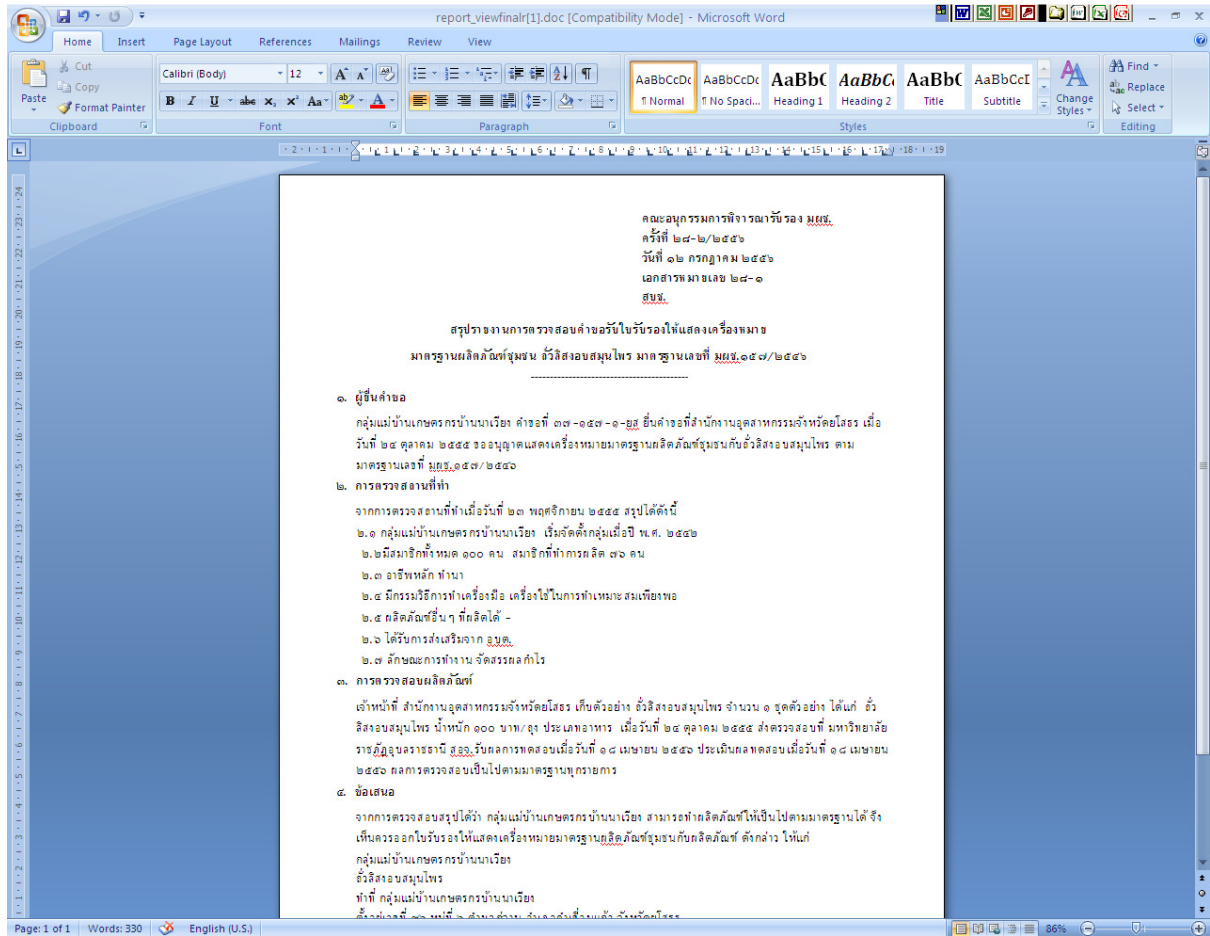 report_viewfinalr[1].doc [Compatibility Mode] - Microsoft Word
Home Insert Page Layout References Mailings Review View
Paste
Cut
Copy
Format Painter
Clipboard
Calibri (Body) 12
Font
Paragraph
AaBbCcDc AaBbCcDc AaBbC AaBbCc AaBbC AaBbCcI
¶ Normal ¶ No Spaci... Heading 1 Heading 2 Title Subtitle
Change Styles
Styles
Find
Replace
Select
Editing
คณะอนุกรรมการพิจารณารับรอง มผช.
ครั้งที่ ๒๘-๒/๒๕๕๖
วันที่ ๑๒ กรกฎาคม ๒๕๕๖
เอกสารหมายเลข ๒๘-๑
สบช.
สรุปรายงานการตรวจสอบคำขอรับใบรับรองให้แสดงเครื่องหมาย
มาตรฐานผลิตภัณฑ์ชุมชน ถั่วลิสงอบสมุนไพร มาตรฐานเลขที่ มผช.๑๕๗/๒๕๔๖
------------------------------------------
๑. ผู้ยื่นคำขอ
กลุ่มแม่บ้านเกษตรกรบ้านนาเวียง คำขอที่ ๓๗-๑๕๗-๑-ยส ยื่นคำขอที่สำนักงานอุตสาหกรรมจังหวัดยโสธร เมื่อ
วันที่ ๒๔ ตุลาคม ๒๕๕๕ ขออนุญาตแสดงเครื่องหมายมาตรฐานผลิตภัณฑ์ชุมชนกับถั่วลิสงอบสมุนไพร ตาม
มาตรฐานเลขที่ มผช.๑๕๗/๒๕๔๖
๒. การตรวจสถานที่ทำ
จากการตรวจสถานที่ทำเมื่อวันที่ ๒๓ พฤศจิกายน ๒๕๕๕ สรุปได้ดังนี้
๒.๑ กลุ่มแม่บ้านเกษตรกรบ้านนาเวียง เริ่มจัดตั้งกลุ่มเมื่อปี พ.ศ. ๒๕๔๒
๒.๒มีสมาชิกทั้งหมด ๑๐๐ คน สมาชิกที่ทำการผลิต ๗๖ คน
๒.๓ อาชีพหลัก ทำนา
๒.๔ มีกรรมวิธีการทำเครื่องมือ เครื่องใช้ในการทำเหมาะสมเพียงพอ
๒.๕ ผลิตภัณฑ์อื่นๆ ที่ผลิตได้ -
๒.๖ ได้รับการส่งเสริมจาก อบต.
๒.๗ ลักษณะการทำงาน จัดสรรผลกำไร
๓. การตรวจสอบผลิตภัณฑ์
เจ้าหน้าที่ สำนักงานอุตสาหกรรมจังหวัดยโสธร เก็บตัวอย่าง ถั่วลิสงอบสมุนไพร จำนวน ๑ ชุดตัวอย่าง ได้แก่ ถั่ว
ลิสงอบสมุนไพร น้ำหนัก ๑๐๐ บาท/ถุง ประเภทอาหาร เมื่อวันที่ ๒๔ ตุลาคม ๒๕๕๕ ส่งตรวจสอบที่ มหาวิทยาลัย
ราชภัฏอุบลราชธานี สอจ.รับผลการทดสอบเมื่อวันที่ ๑๘ เมษายน ๒๕๕๖ ประเมินผลทดสอบเมื่อวันที่ ๑๘ เมษายน
๒๕๕๖ ผลการตรวจสอบเป็นไปตามมาตรฐานทุกรายการ
๔. ข้อเสนอ
จากการตรวจสอบสรุปได้ว่า กลุ่มแม่บ้านเกษตรกรบ้านนาเวียง สามารถทำผลิตภัณฑ์ให้เป็นไปตามมาตรฐานได้ จึง
เห็นควรออกใบรับรองให้แสดงเครื่องหมายมาตรฐานผลิตภัณฑ์ชุมชนกับผลิตภัณฑ์ ดังกล่าว ให้แก่
กลุ่มแม่บ้านเกษตรกรบ้านนาเวียง
ถั่วลิสงอบสมุนไพร
ทำที่ กลุ่มแม่บ้านเกษตรกรบ้านนาเวียง
Page: 1 of 1 Words: 330 English (U.S.) 86%